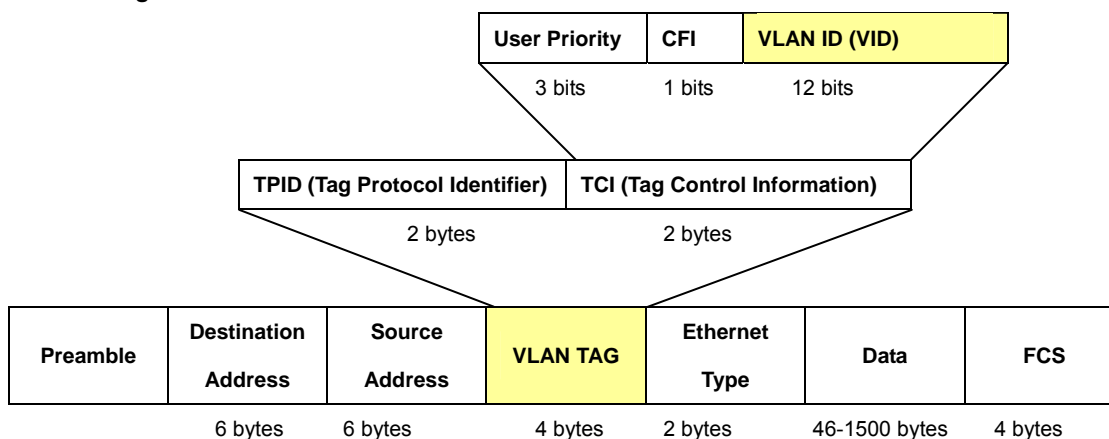 User Priority CFI VLAN ID (VID)
3 bits 1 bits 12 bits
TPID (Tag Protocol Identifier) TCI (Tag Control Information)
2 bytes 2 bytes
Preamble Destination Address Source Address VLAN TAG Ethernet Type Data FCS
6 bytes 6 bytes 4 bytes 2 bytes 46-1500 bytes 4 bytes